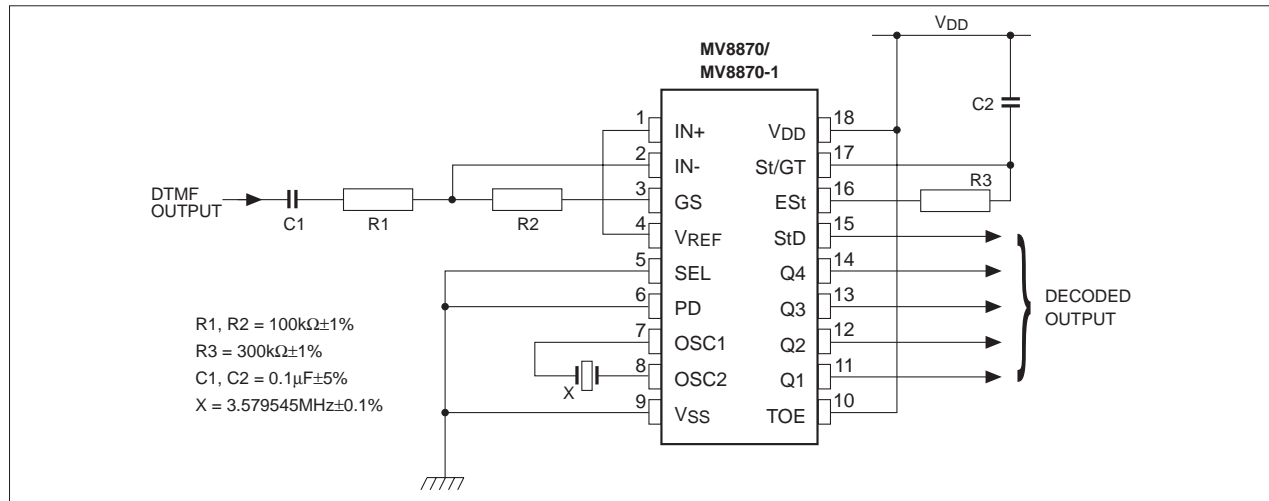 VDD
MV8870/
MV8870-1
C2
1 IN+ VDD 18
2 IN- St/GT 17
R3
DTMF
OUTPUT
3 GS ESt 16
C1 R1 R2
4 VREF StD 15
5 SEL Q4 14
6 PD Q3 13
DECODED
OUTPUT
7 OSC1 Q2 12
8 OSC2 Q1 11
X
9 VSS TOE 10
R1, R2 = 100kΩ±1%
R3 = 300kΩ±1%
C1, C2 = 0.1μF±5%
X = 3.579545MHz±0.1%